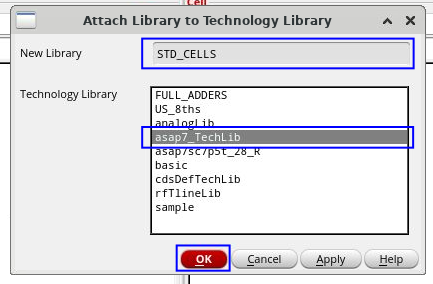 Cell
Attach Library to Technology Library
New Library
STD_CELLS
Technology Library
FULL_ADDERS
US_8ths
analogLib
asap7_TechLib
asap7sc7p5t_28_R
basic
cdsDefTechLib
rfTlineLib
sample
OK
Cancel
Apply
Help